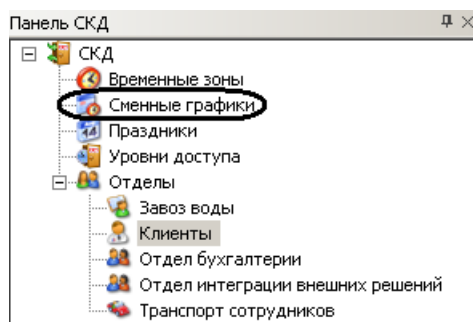 Панель СКД
СКД
Временные зоны
Сменные графики
14 Праздники
Уровни доступа
Отделы
Завоз воды
Клиенты
Отдел бухгалтерии
Отдел интеграции внешних решений
Транспорт сотрудников